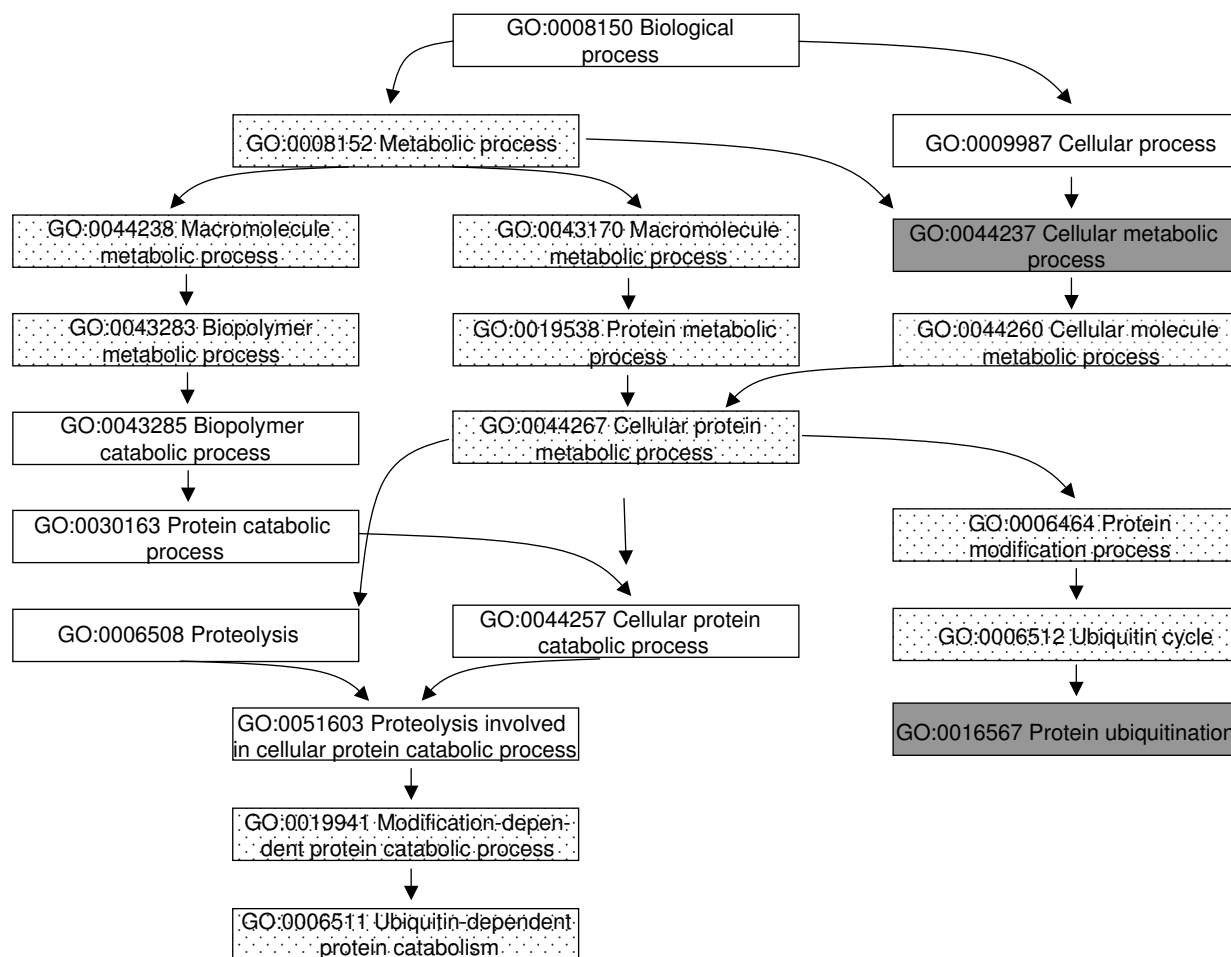 GO:0008150 Biological
process
GO:0008152 Metabolic process
GO:0009987 Cellular process
GO:0044238 Macromolecule
metabolic process
GO:0043170 Macromolecule
metabolic process
GO:0044237 Cellular metabolic
process
GO:0043283 Biopolymer
metabolic process
GO:0019538 Protein metabolic
process
GO:0044260 Cellular molecule
metabolic process
GO:0043285 Biopolymer
catabolic process
GO:0044267 Cellular protein
metabolic process
GO:0030163 Protein catabolic
process
GO:0006464 Protein
modification process
GO:0006508 Proteolysis
GO:0044257 Cellular protein
catabolic process
GO:0006512 Ubiquitin cycle
GO:0051603 Proteolysis involved
in cellular protein catabolic process
GO:0016567 Protein ubiquitination
GO:0019941 Modification-depen-
dent protein catabolic process
GO:0006511 Ubiquitin-dependent
protein catabolism